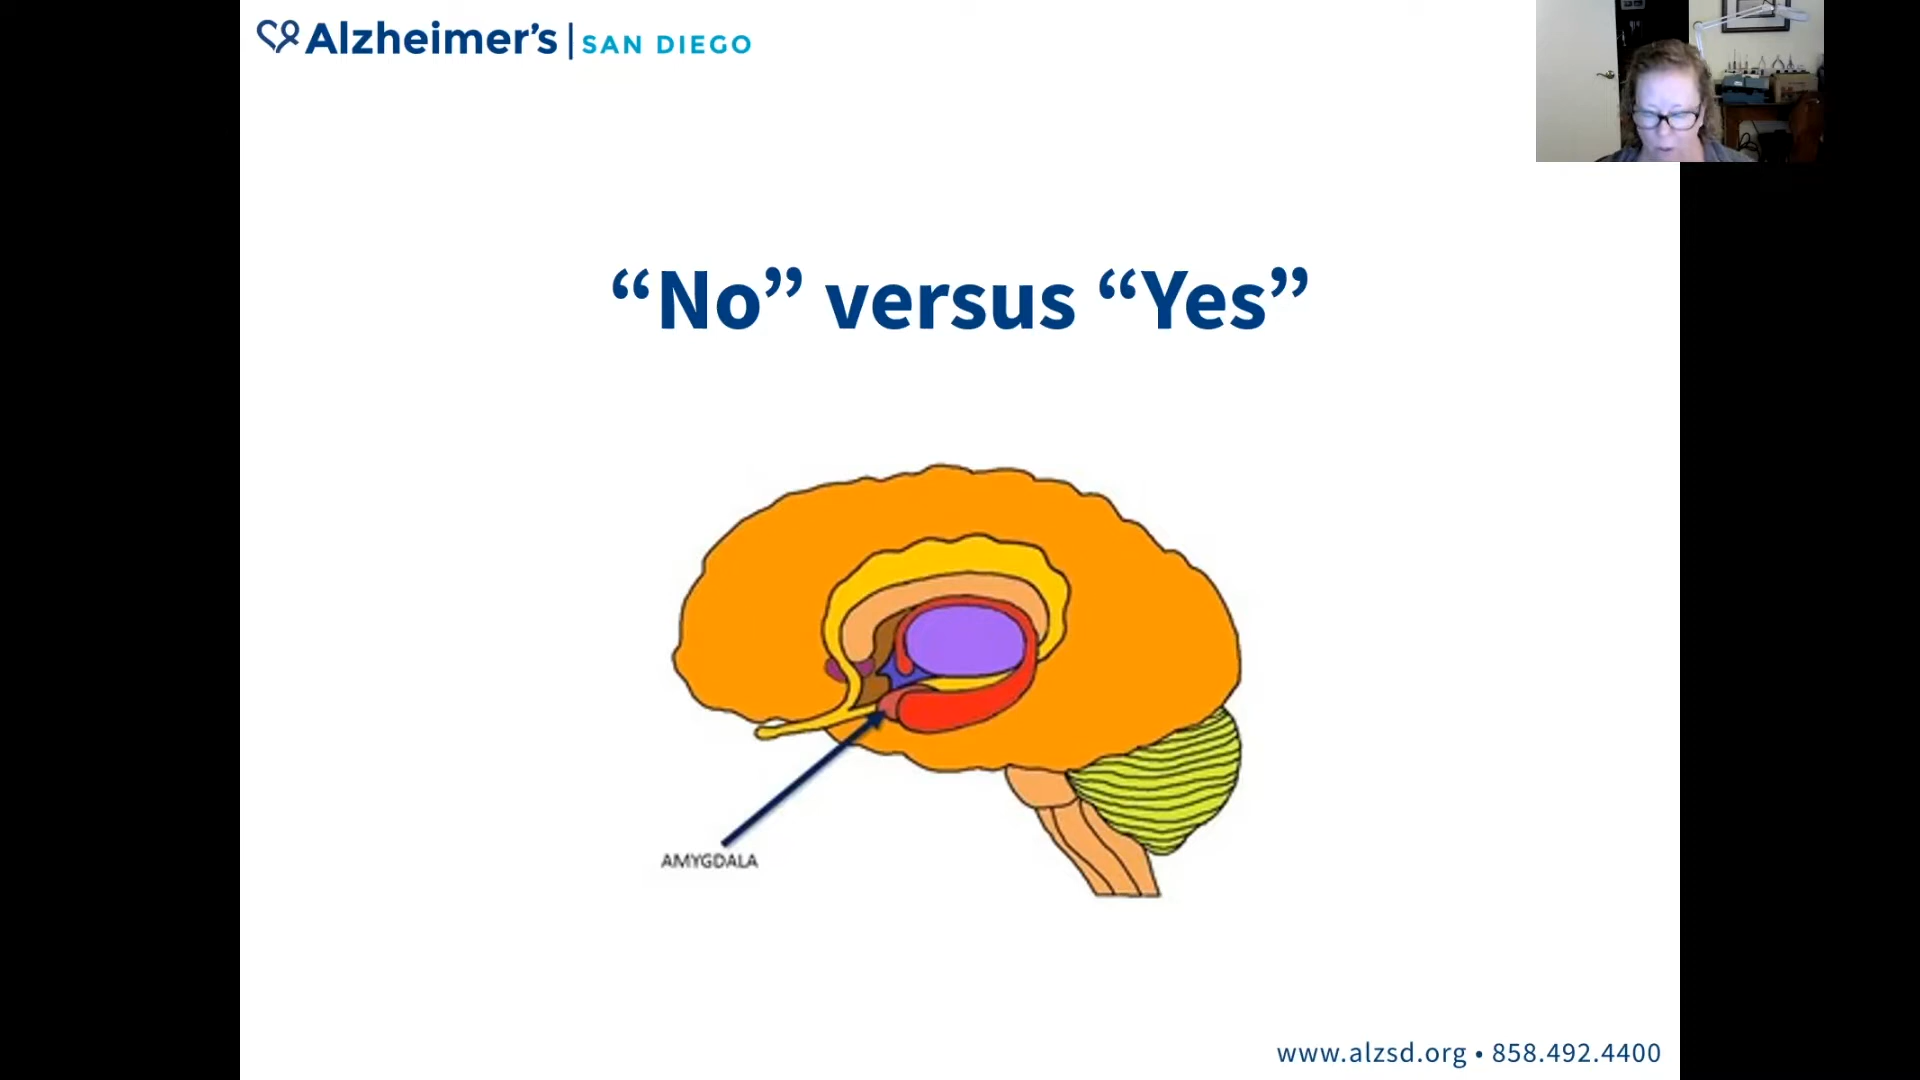 Alzheimer's | SAN DIEGO
“No” versus “Yes”
AMYGDALA
www.alzsd.org • 858.492.4400